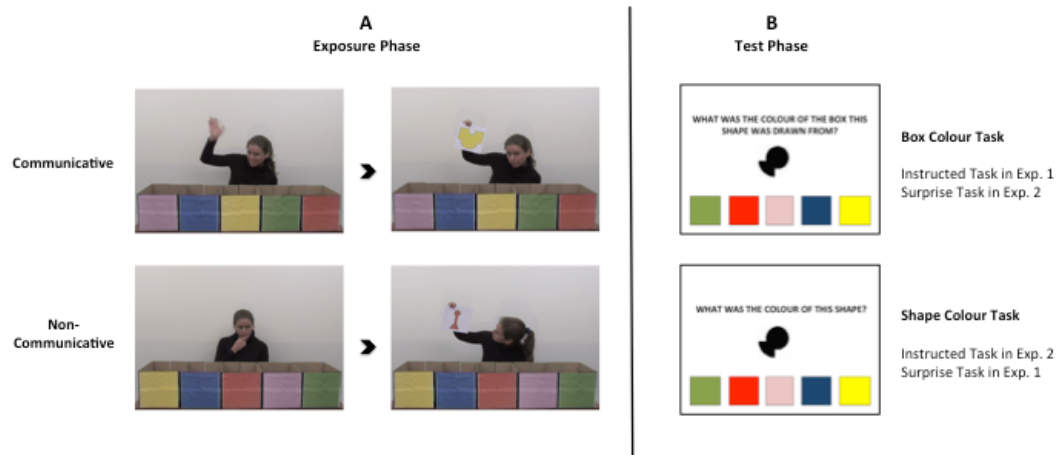 A
Exposure Phase
Communicative
Non-
Communicative
B
Test Phase
WHAT WAS THE COLOUR OF THE BOX THIS
SHAPE WAS DRAWN FROM?
Box Colour Task
Instructed Task in Exp. 1
Surprise Task in Exp. 2
WHAT WAS THE COLOUR OF THIS SHAPE?
Shape Colour Task
Instructed Task in Exp. 2
Surprise Task in Exp. 1